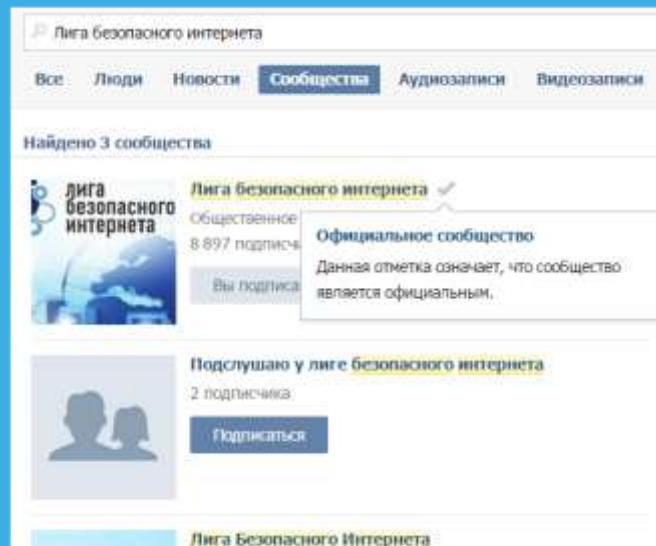 Лига безопасного интернета
Все Люди Новости Сообщества Аудиозаписи Видеозаписи
Найдено 3 сообщества
лига
безопасного
интернета
Лига безопасного интернета
Общественное
8 897 подписч
Вы подписа
Официальное сообщество
Данная отметка означает, что сообщество
является официальным.
Подслушаю у лиге безопасного интернета
2 подписчика
Подписаться
Лига Безопасного Интернета